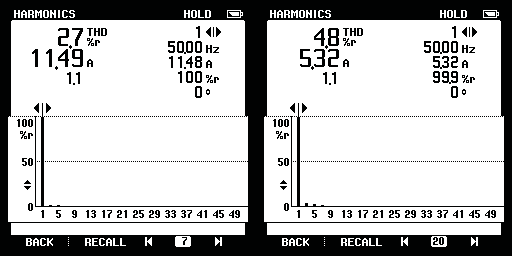 HARMONICS HOLD
2.7 THD %r 1
11.49 A 50.00 Hz
11.48 A
1.1 100 %r
0 °
100
%r
50
0
1 5 9 13 17 21 25 29 33 37 41 45 49
BACK RECALL 7
HARMONICS HOLD
4.8 THD %r 1
5.32 A 50.00 Hz
5.32 A
1.1 99.9 %r
0 °
100
%r
50
0
1 5 9 13 17 21 25 29 33 37 41 45 49
BACK RECALL 20